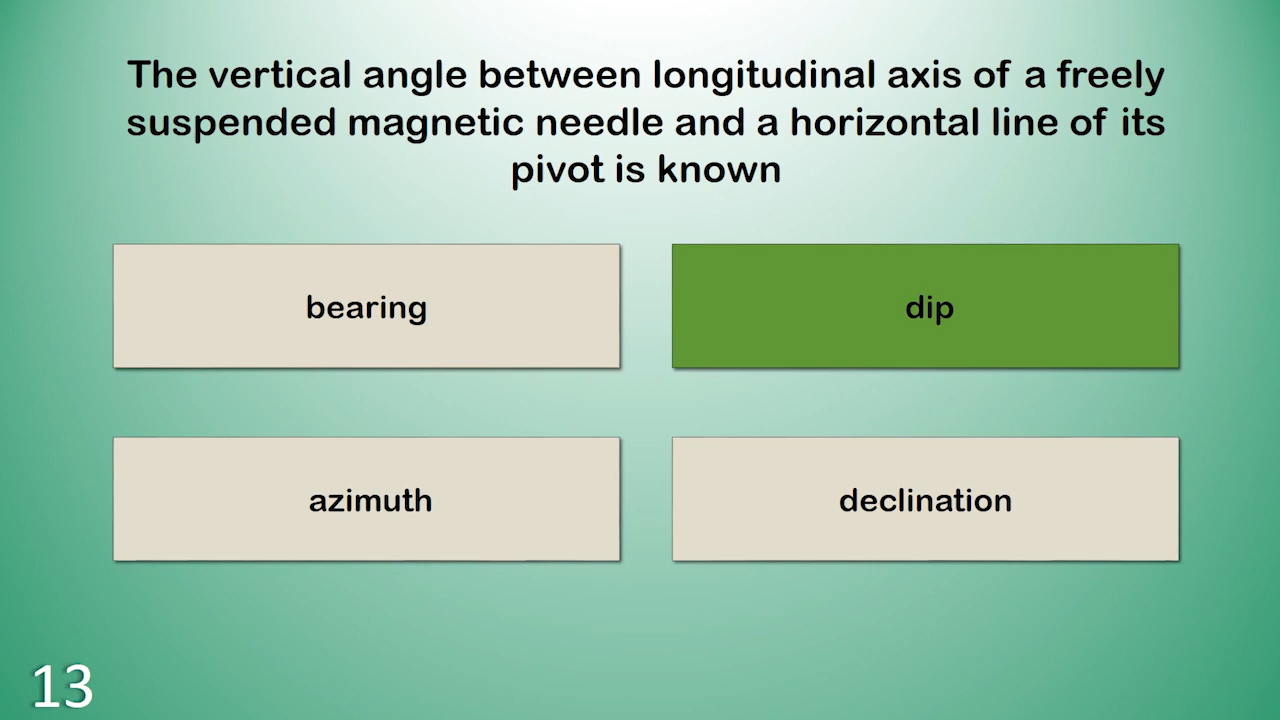 The vertical angle between longitudinal axis of a freely
suspended magnetic needle and a horizontal line of its
pivot is known
bearing
dip
azimuth
declination
13